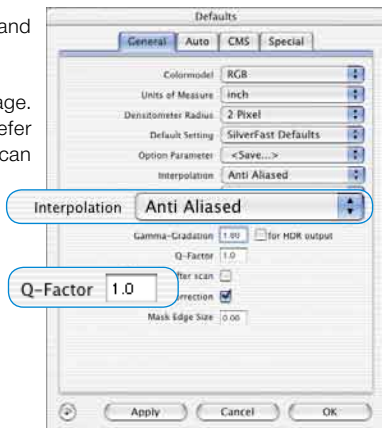 and
age.
efer
can
Defaults
General Auto CMS Special
Colormodel RGB
Units of Measure inch
Densitometer Radius 2 Pixel
Default Setting SilverFast Defaults
Option Parameter <Save...>
Interpolation Anti Aliased
Interpolation Anti Aliased
Gamma-Gradation 1.00 for HDR output
Q-Factor 1.0
Q-Factor 1.0
fter scan
rrection
Mask Edge Size 0.00
Apply Cancel OK